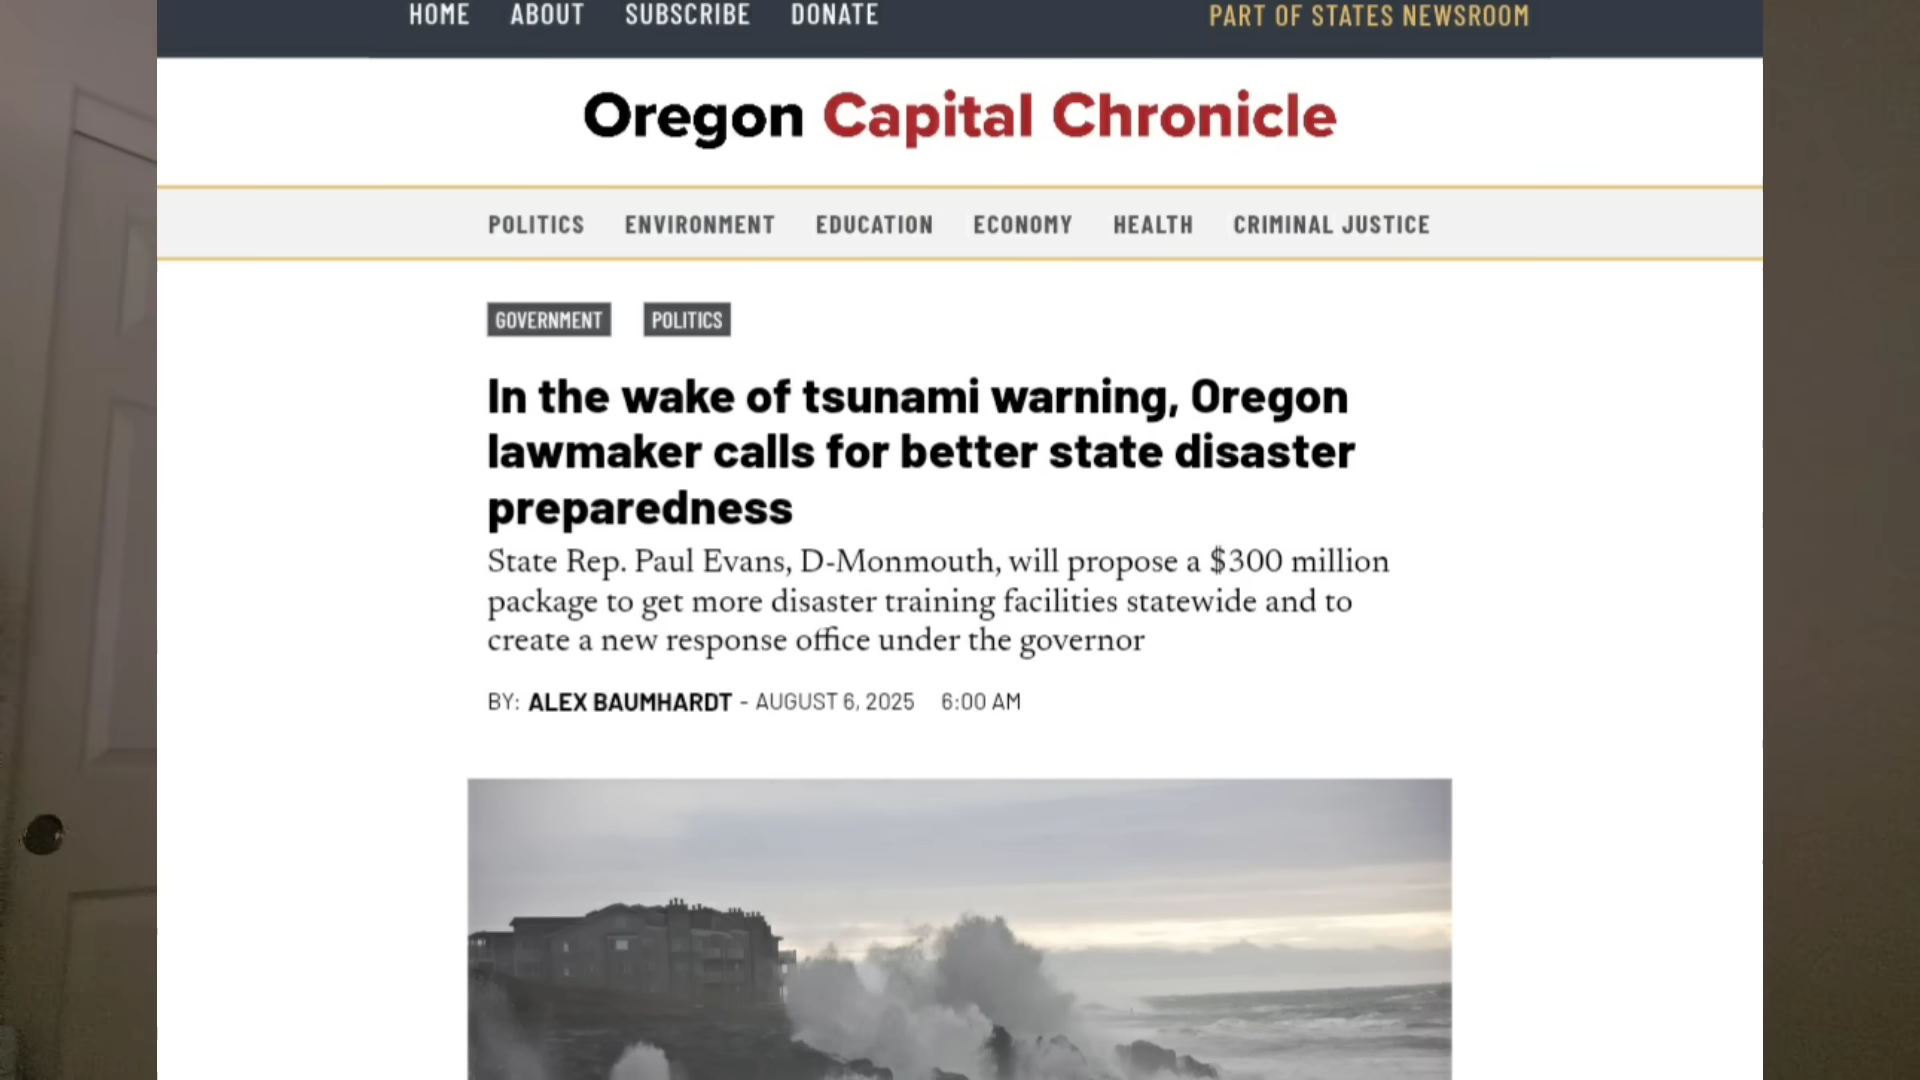 HOME ABOUT SUBSCRIBE DONATE PART OF STATES NEWSROOM
Oregon Capital Chronicle
POLITICS ENVIRONMENT EDUCATION ECONOMY HEALTH CRIMINAL JUSTICE
GOVERNMENT POLITICS
In the wake of tsunami warning, Oregon
lawmaker calls for better state disaster
preparedness
State Rep. Paul Evans, D-Monmouth, will propose a $300 million
package to get more disaster training facilities statewide and to
create a new response office under the governor
BY: ALEX BAUMHARDT - AUGUST 6, 2025 6:00 AM